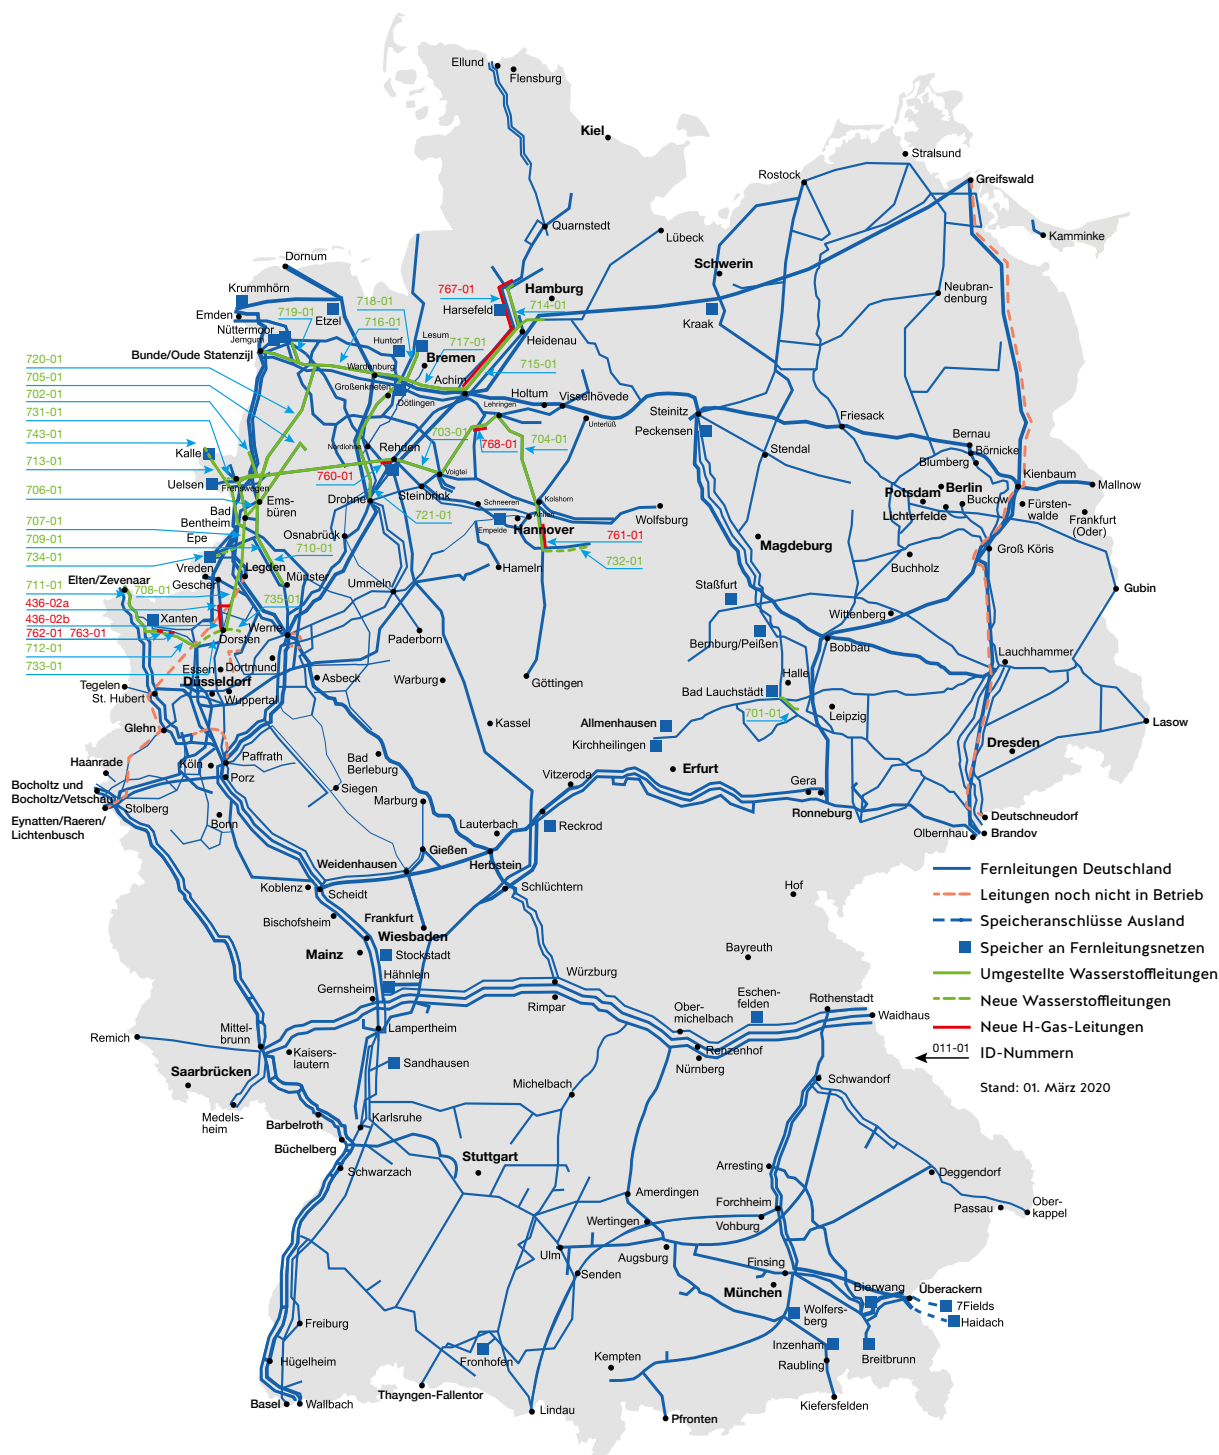 Ellund
Flensburg
Kiel
Stralsund
Rostock
Greifswald
Quarnstedt
Lübeck
Kamminke
Dornum
Schwerin
Krummhörn
767-01
Hamburg
Neubran-
denburg
718-01
714-01
Harsefeld
Emden
719-01
Etzel
716-01
Kraak
Nüttermoor
Jemgum
Huntorf
Lesum
717-01
Heidenau
Bunde/Oude Statenzijl
Bremen
720-01
Wardenburg
715-01
705-01
Achim
Großenkneten
702-01
Dötlingen
Holtum
Visselhövede
Lehringen
731-01
Steinitz
Friesack
Unterlüß
Peckensen
743-01
703-01
704-01
Bernau
Nordlohne
Rehden
768-01
Kalle
Stendal
Börnicke
713-01
Blumberg
Voigtei
760-01
Kienbaum
Uelsen
Frenswegen
Mallnow
706-01
Drohne
Steinbrink
Potsdam
Berlin
Ems-
büren
Schneeren
Kolshorn
Buckow
Fürsten-
walde
Bad
Bentheim
721-01
Ahlten
Wolfsburg
Lichterfelde
Frankfurt
(Oder)
707-01
Empelde
Hannover
Epe
709-01
Osnabrück
761-01
Magdeburg
710-01
734-01
732-01
Groß Köris
Vreden
Legden
Hameln
Buchholz
Elten/Zevenaar
Gescher
Münster
Ummeln
Staßfurt
711-01
708-01
Gubin
436-02a
735-01
Wittenberg
436-02b
Xanten
762-01
763-01
Werne
Dorsten
Paderborn
Bernburg/Peißen
Bobbau
712-01
733-01
Essen
Dortmund
Lauchhammer
Düsseldorf
Asbeck
Warburg
Göttingen
Halle
Tegelen
St. Hubert
Wuppertal
Bad Lauchstädt
701-01
Leipzig
Glehn
Kassel
Allmenhausen
Lasow
Kirchheilingen
Dresden
Haanrade
Köln
Paffrath
Bad
Berleburg
Erfurt
Porz
Vitzeroda
Gera
Bocholtz und
Bocholtz/Vetschau
Siegen
Marburg
Stolberg
Ronneburg
Eynatten/Raeren/
Lichtenbusch
Bonn
Lauterbach
Reckrod
Deutschneudorf
Olbernhau
Brandov
Gießen
Weidenhausen
Herbstein
Fernleitungen Deutschland
Koblenz
Scheidt
Schlüchtern
Hof
Leitungen noch nicht in Betrieb
Bischofsheim
Frankfurt
Speicheranschlüsse Ausland
Wiesbaden
Mainz
Stockstadt
Bayreuth
Speicher an Fernleitungsnetzen
Hähnlein
Würzburg
Umgestellte Wasserstoffleitungen
Gernsheim
Rimpar
Eschen-
felden
Rothenstadt
Neue Wasserstoffleitungen
Ober-
michelbach
Waidhaus
Neue H-Gas-Leitungen
Remich
Mittel-
brunn
Lampertheim
011-01
ID-Nummern
Kaisers-
lautern
Renzenhof
Sandhausen
Nürnberg
Saarbrücken
Schwandorf
Stand: 01. März 2020
Michelbach
Medels-
heim
Barbelroth
Karlsruhe
Büchelberg
Stuttgart
Schwarzach
Arresting
Deggendorf
Amerdingen
Forchheim
Passau
Ober-
kappel
Wertingen
Vohburg
Ulm
Augsburg
Finsing
Senden
München
Bierwang
Überackern
7Fields
Wolfers-
berg
Haidach
Freiburg
Inzenham
Fronhofen
Kempten
Breitbrunn
Hügelheim
Raubling
Thayngen-Fallentor
Basel
Wallbach
Lindau
Kiefersfelden
Pfronten